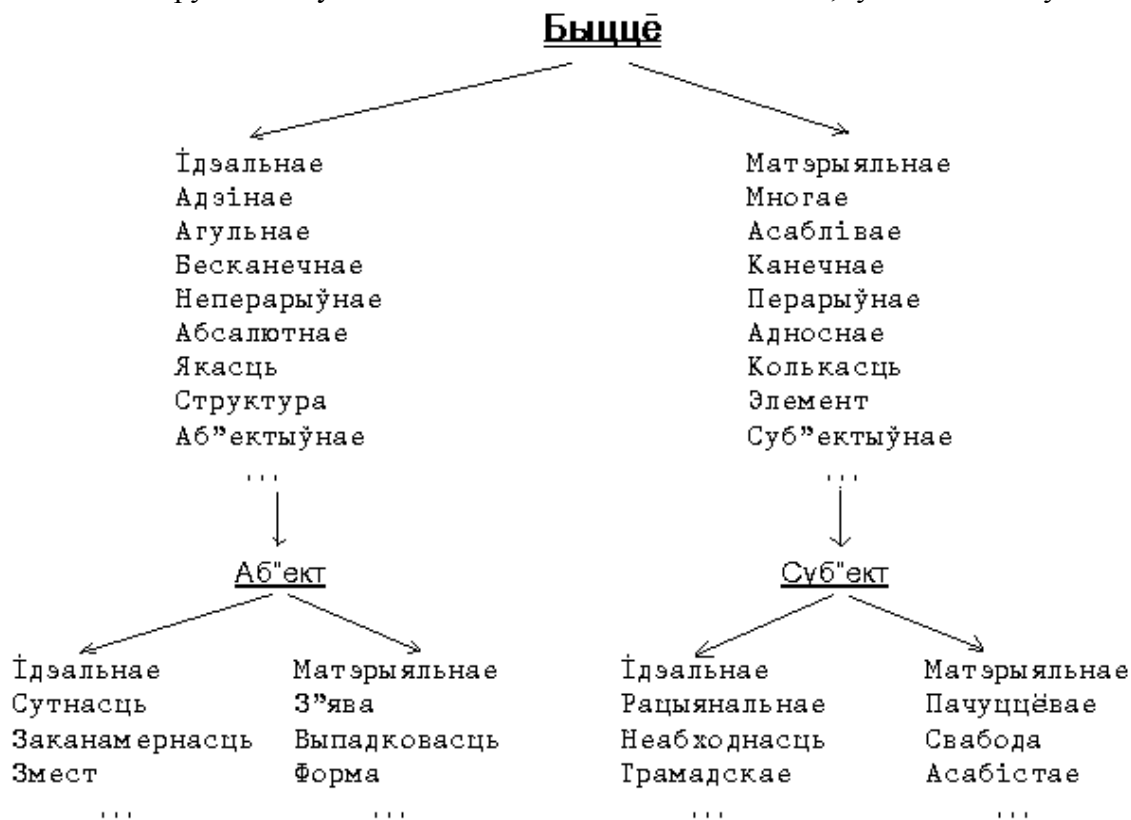 Быццё
Ідэальнае
Адзінае
Агульнае
Бесканечнае
Неперарыўнае
Абсалютнае
Якасць
Структура
Аб”ектыўнае
...
Матэрыяльнае
Многае
Асаблівае
Канечнае
Перарыўнае
Адноснае
Колькасць
Элемент
Суб”ектыўнае
...
Аб"ект
Суб"ект
Ідэальнае
Сутнасць
Заканамернасць
Змест
...
Матэрыяльнае
З”ява
Выпадковасць
Форма
...
Ідэальнае
Рацыянальнае
Неабходнасць
Грамадскае
...
Матэрыяльнае
Пачуццёвае
Свабода
Асабістае
...